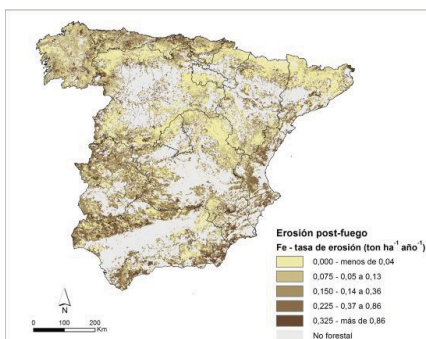 Erosión post-fuego
Fe - tasa de erosión (ton ha⁻¹ año⁻¹)
0,000 - menos de 0,04
0,075 - 0,05 a 0,13
0,150 - 0,14 a 0,36
0,225 - 0,37 a 0,86
0,325 - más de 0,86
No forestal
N
0 100 200
Km